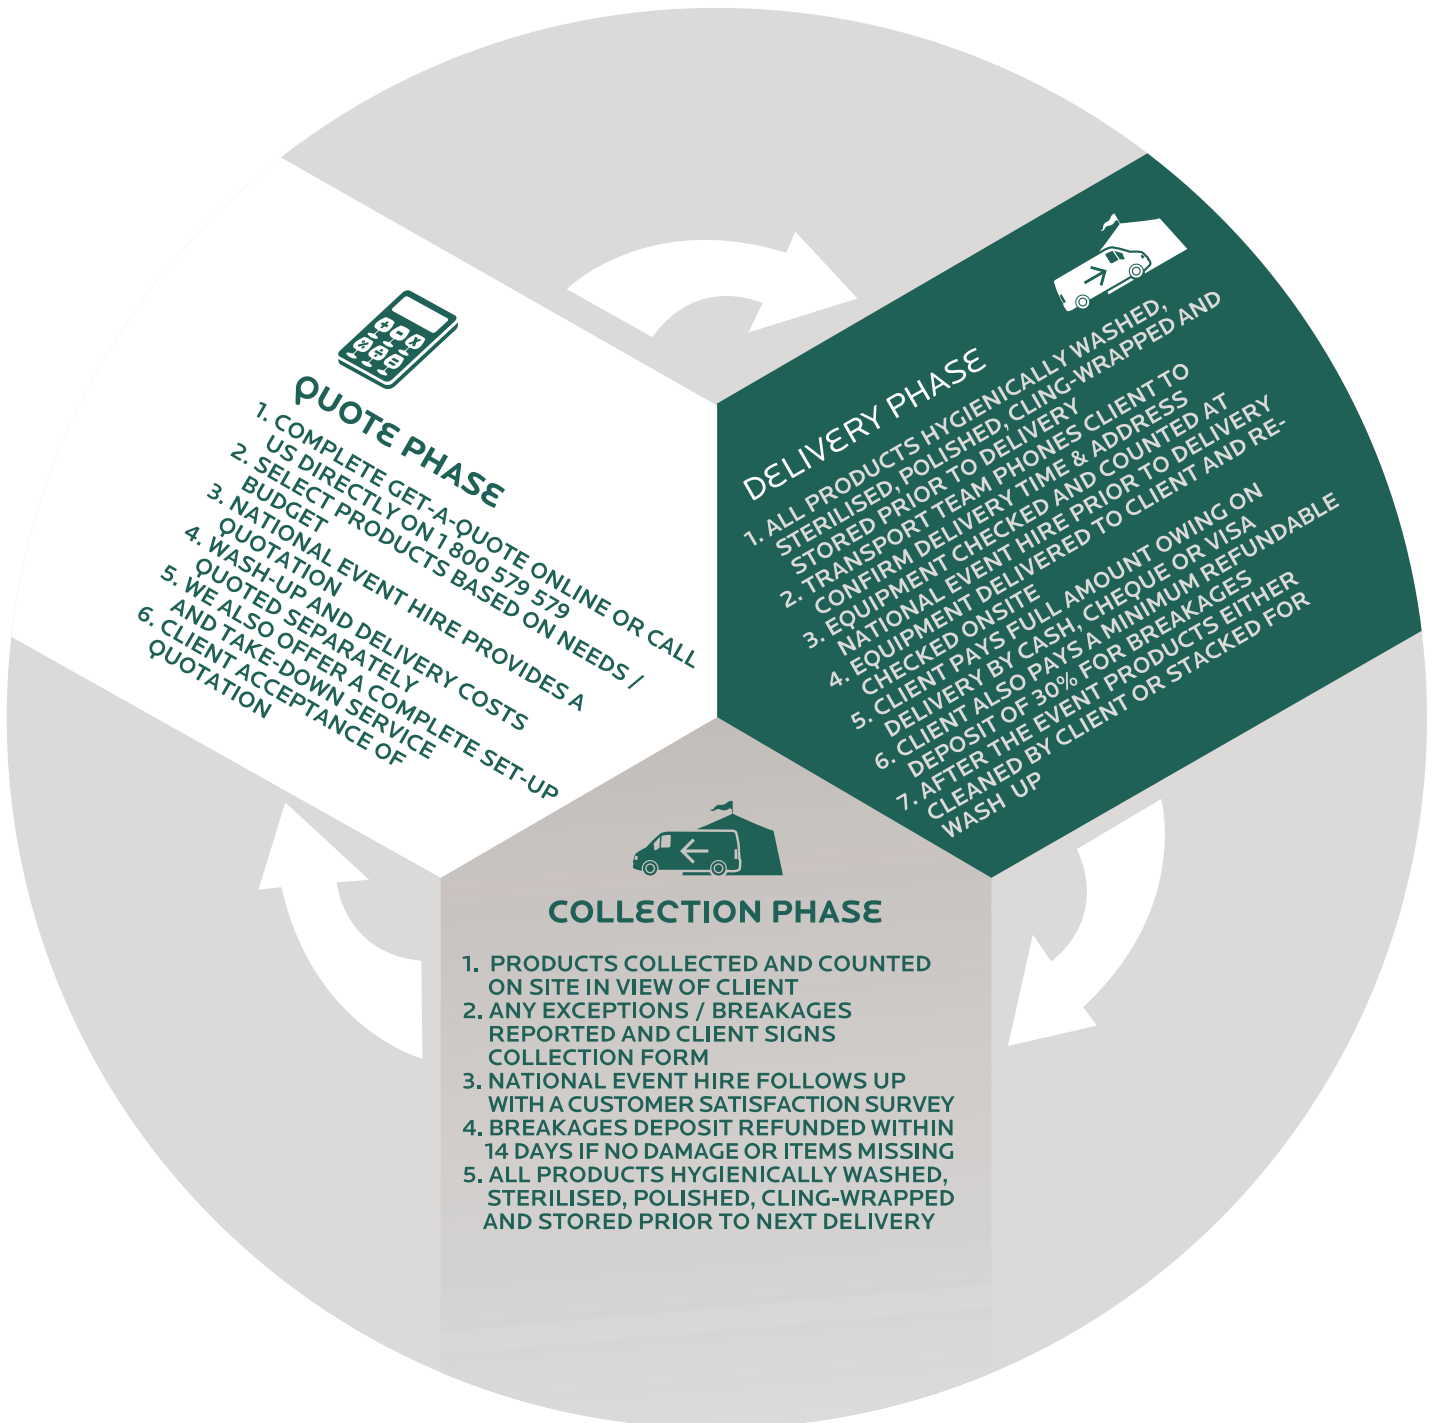 QUOTE PHASE
1. COMPLETE GET-A-QUOTE ONLINE OR CALL
US DIRECTLY ON 1 800 579 579
2. SELECT PRODUCTS BASED ON NEEDS /
BUDGET
3. NATIONAL EVENT HIRE PROVIDES A
QUOTATION
4. WASH-UP AND DELIVERY COSTS
QUOTED SEPARATELY
5. WE ALSO OFFER A COMPLETE SET-UP
AND TAKE-DOWN SERVICE
6. CLIENT ACCEPTANCE OF
QUOTATION
DELIVERY PHASE
1. ALL PRODUCTS HYGIENICALLY WASHED,
STERILISED, POLISHED, CLING-WRAPPED AND
STORED PRIOR TO DELIVERY
2. TRANSPORT TEAM PHONES CLIENT TO
CONFIRM DELIVERY TIME & ADDRESS
3. EQUIPMENT CHECKED AND COUNTED AT
NATIONAL EVENT HIRE PRIOR TO DELIVERY
4. EQUIPMENT DELIVERED TO CLIENT AND RE-
CHECKED ONSITE
5. CLIENT PAYS FULL AMOUNT OWING ON
DELIVERY BY CASH, CHEQUE OR VISA
6. CLIENT ALSO PAYS A MINIMUM REFUNDABLE
DEPOSIT OF 30% FOR BREAKAGES
7. AFTER THE EVENT PRODUCTS EITHER
CLEANED BY CLIENT OR STACKED FOR
WASH UP
COLLECTION PHASE
1. PRODUCTS COLLECTED AND COUNTED
ON SITE IN VIEW OF CLIENT
2. ANY EXCEPTIONS / BREAKAGES
REPORTED AND CLIENT SIGNS
COLLECTION FORM
3. NATIONAL EVENT HIRE FOLLOWS UP
WITH A CUSTOMER SATISFACTION SURVEY
4. BREAKAGES DEPOSIT REFUNDED WITHIN
14 DAYS IF NO DAMAGE OR ITEMS MISSING
5. ALL PRODUCTS HYGIENICALLY WASHED,
STERILISED, POLISHED, CLING-WRAPPED
AND STORED PRIOR TO NEXT DELIVERY